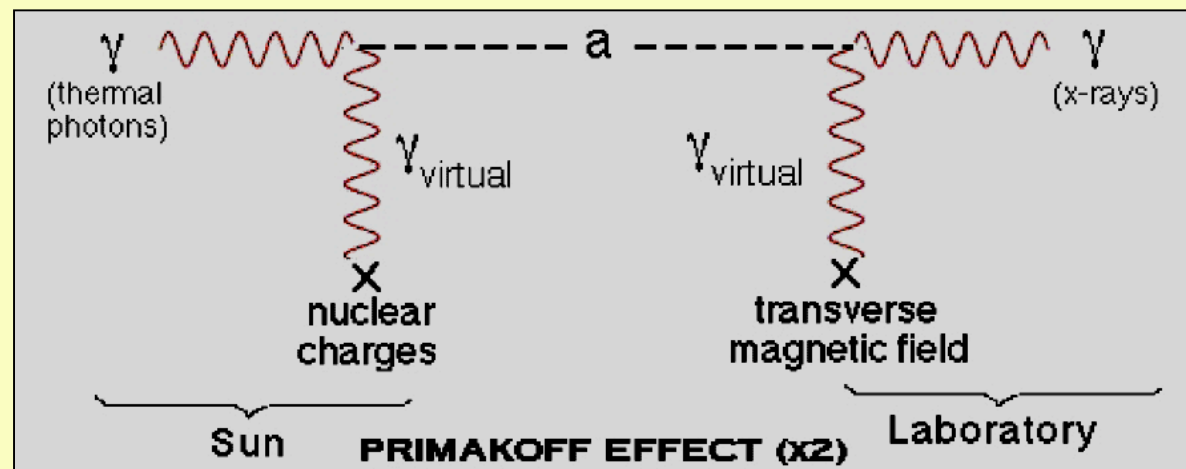 γ
(thermal
photons)
a
γ
(x-rays)
γvirtual
γvirtual
X
nuclear
charges
X
transverse
magnetic field
Sun
PRIMAKOFF EFFECT (X2)
Laboratory